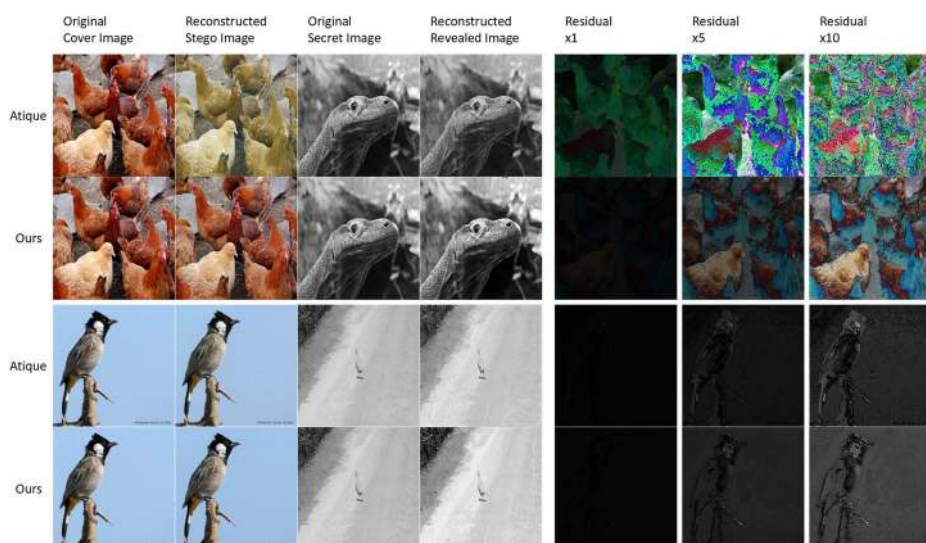 Original
Cover Image
Reconstructed
Stego Image
Original
Secret Image
Reconstructed
Revealed Image
Residual
x1
Residual
x5
Residual
x10
Atique
Ours
Atique
Ours